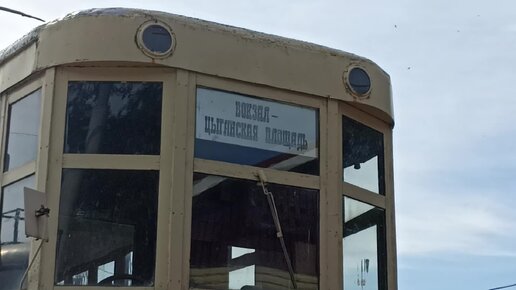 ВОКЗАЛ -
ЦЫГАНСКАЯ ПЛОЩАДЬ